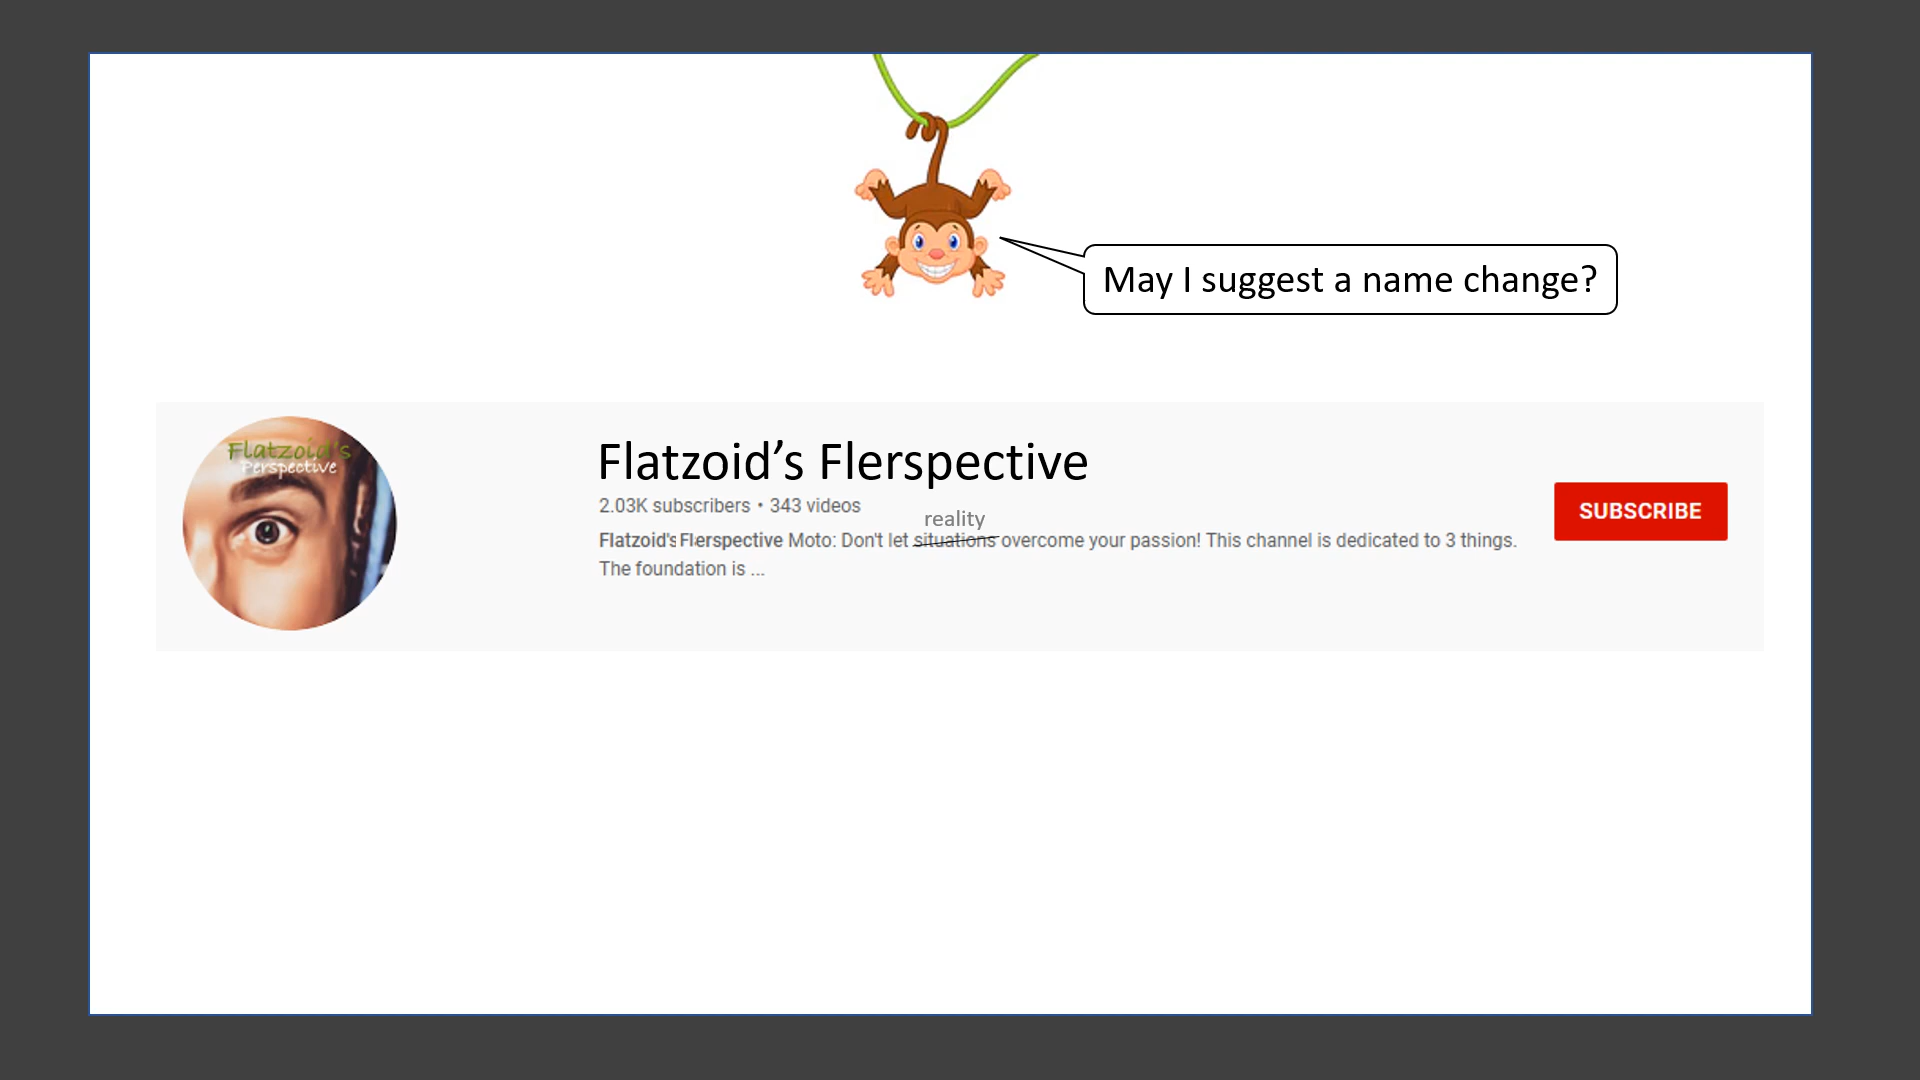 May I suggest a name change?
Flatzoid's
Perspective
Flatzoid’s Flerspective
2.03K subscribers • 343 videos
reality
Flatzoid's Flerspective Moto: Don't let situations overcome your passion! This channel is dedicated to 3 things.
The foundation is ...
SUBSCRIBE